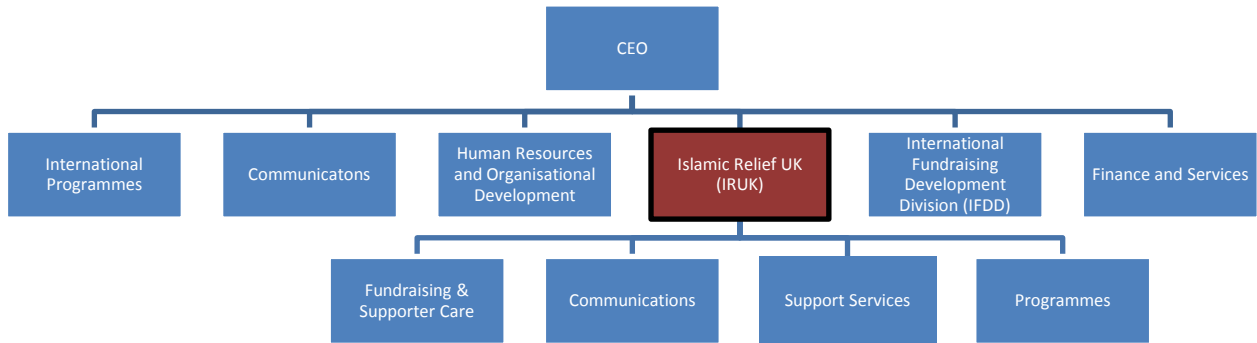 CEO
International
Programmes
Communicatons
Human Resources
and Organisational
Development
Islamic Relief UK
(IRUK)
International
Fundraising
Development
Division (IFDD)
Finance and Services
Fundraising &
Supporter Care
Communications
Support Services
Programmes